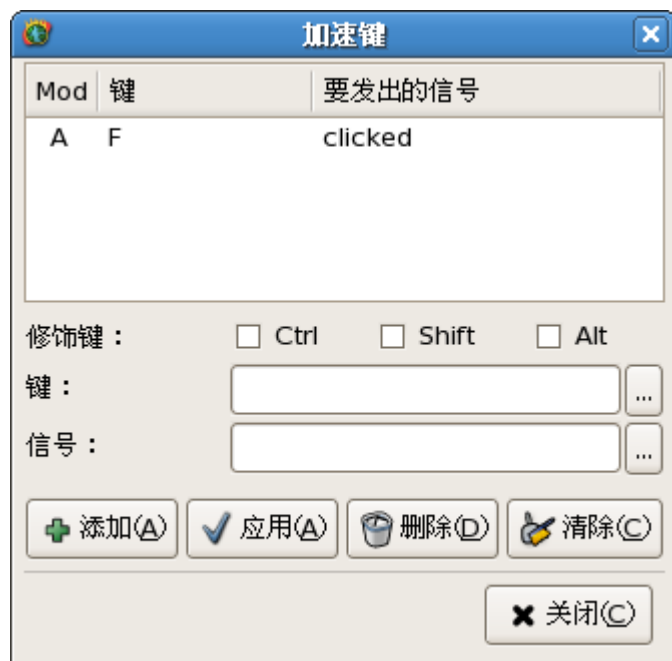 加速键
Mod 键 要发出的信号
A F clicked
修饰键： Ctrl Shift Alt
键： ...
信号： ...
添加(A) 应用(A) 删除(D) 清除(C)
关闭(C)